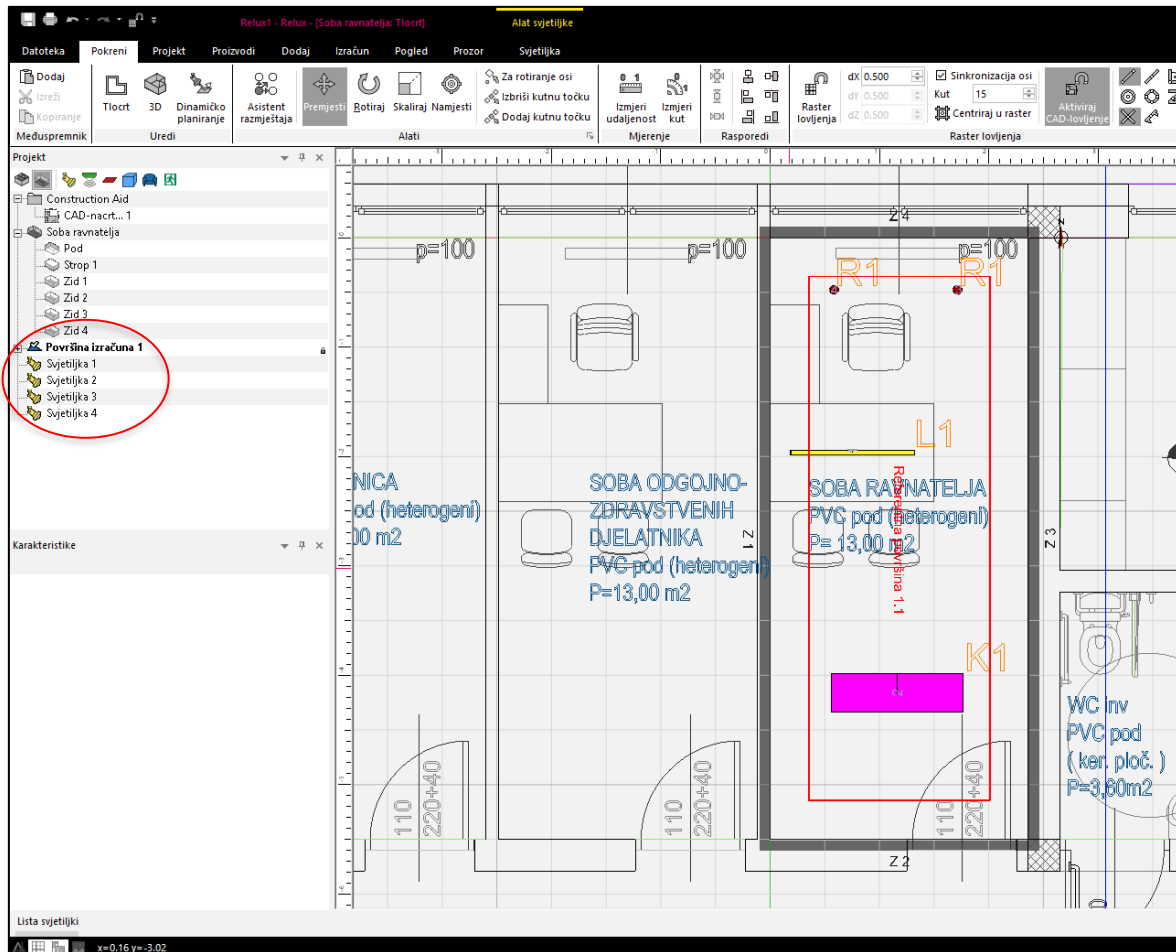 Relux1 - Relux - [Soba ravnatelja: Tlocrt]
Alat svjetiljke
Datoteka Pokreni Projekt Proizvodi Dodaj Izračun Pogled Prozor Svjetiljka
Dodaj
Izreži
Kopiranje
Međuspremnik
Tlocrt 3D Dinamičko planiranje
Uredi
Asistent razmještaja
Premjesti Rotiraj Skaliraj Namjesti
Za rotiranje osi
Izbriši kutnu točku
Dodaj kutnu točku
Alati
Izmjeri udaljenost
Izmjeri kut
Mjerenje
Rasporedi
Raster lovljenja
dX 0.500
dY 0.500
dZ 0.500
Sinkronizacija osi
Kut 15
Centriraj u raster
Aktiviraj CAD-lovljenje
Raster lovljenja
Projekt
Construction Aid
CAD-nacrt... 1
Soba ravnatelja
Pod
Strop 1
Zid 1
Zid 2
Zid 3
Zid 4
Površina izračuna 1
Svjetiljka 1
Svjetiljka 2
Svjetiljka 3
Svjetiljka 4
Karakteristike
Lista svjetiljki
x=0.16 y=-3.02
Z 4
p=100
p=100
p=100
R1
R1
L1
NICA
od (heterogeni)
00 m2
SOBA ODGOJNO-
ZDRAVSTVENIH
DJELATNIKA
PVC pod (heterogeni)
P=13,00 m2
Z 1
SOBA RAVNATELJA
PVC pod (heterogeni)
P= 13,00 m2
Referentna površina 1.1
Z 3
K1
WC inv
PVC pod
( ker. ploč. )
P=3,60m2
110
220+40
110
220+40
110
220+40
Z 2